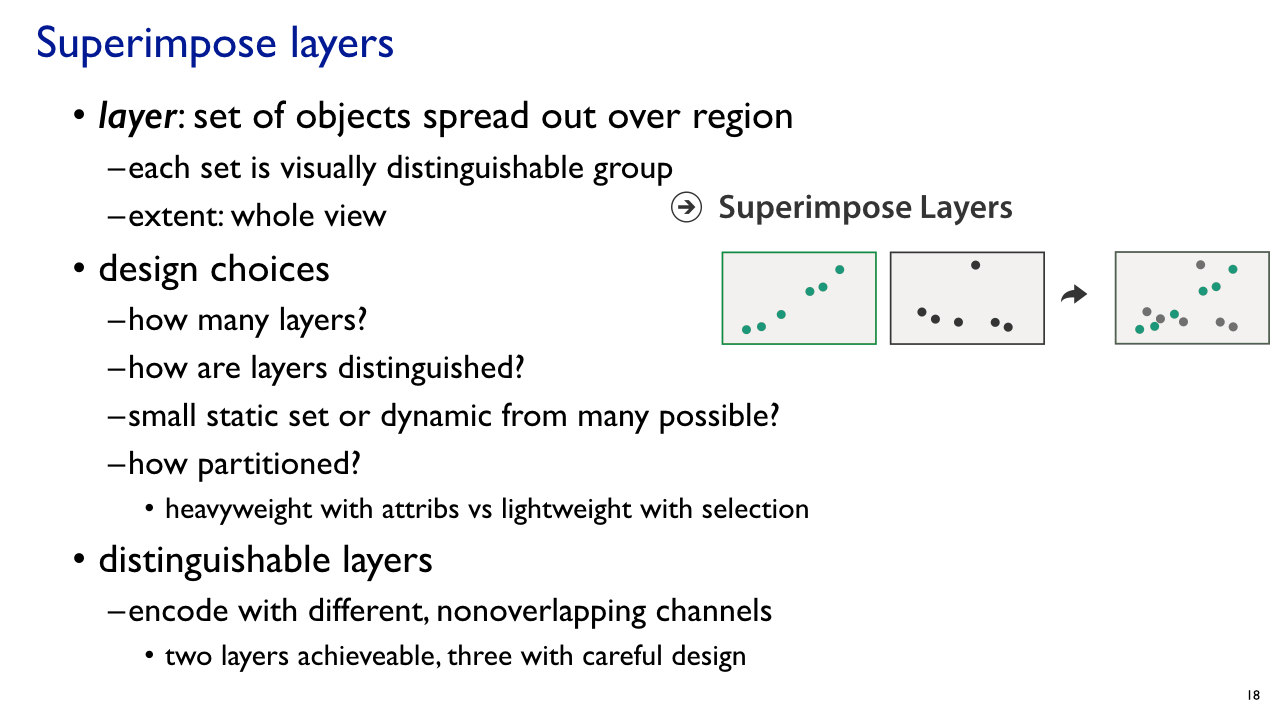 Superimpose layers
• layer: set of objects spread out over region
–each set is visually distinguishable group
–extent: whole view
Superimpose Layers
• design choices
–how many layers?
–how are layers distinguished?
–small static set or dynamic from many possible?
–how partitioned?
• heavyweight with attribs vs lightweight with selection
• distinguishable layers
–encode with different, nonoverlapping channels
• two layers achieveable, three with careful design
18